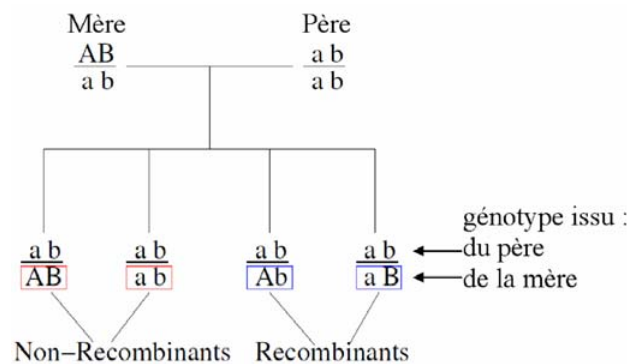 Mère Père
AB a b
a b a b
génotype issu :
a b a b a b a b du père
AB a b Ab a B de la mère
Non-Recombinants Recombinants